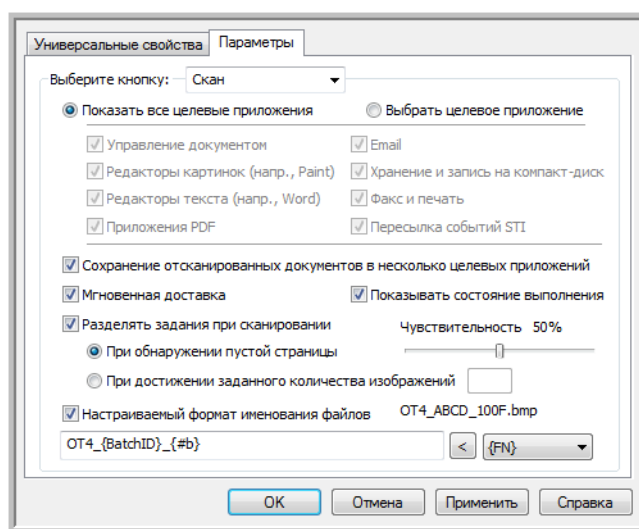 Универсальные свойства Параметры
Выберите кнопку: Скан
Показать все целевые приложения Выбрать целевое приложение
Управление документом Email
Редакторы картинок (напр., Paint) Хранение и запись на компакт-диск
Редакторы текста (напр., Word) Факс и печать
Приложения PDF Пересылка событий STI
Сохранение отсканированных документов в несколько целевых приложений
Мгновенная доставка Показывать состояние выполнения
Разделять задания при сканировании Чувствительность 50%
При обнаружении пустой страницы
При достижении заданного количества изображений
Настраиваемый формат именования файлов OT4_ABCD_100F.bmp
OT4_{BatchID}_{#b} < {FN}
OK Отмена Применить Справка